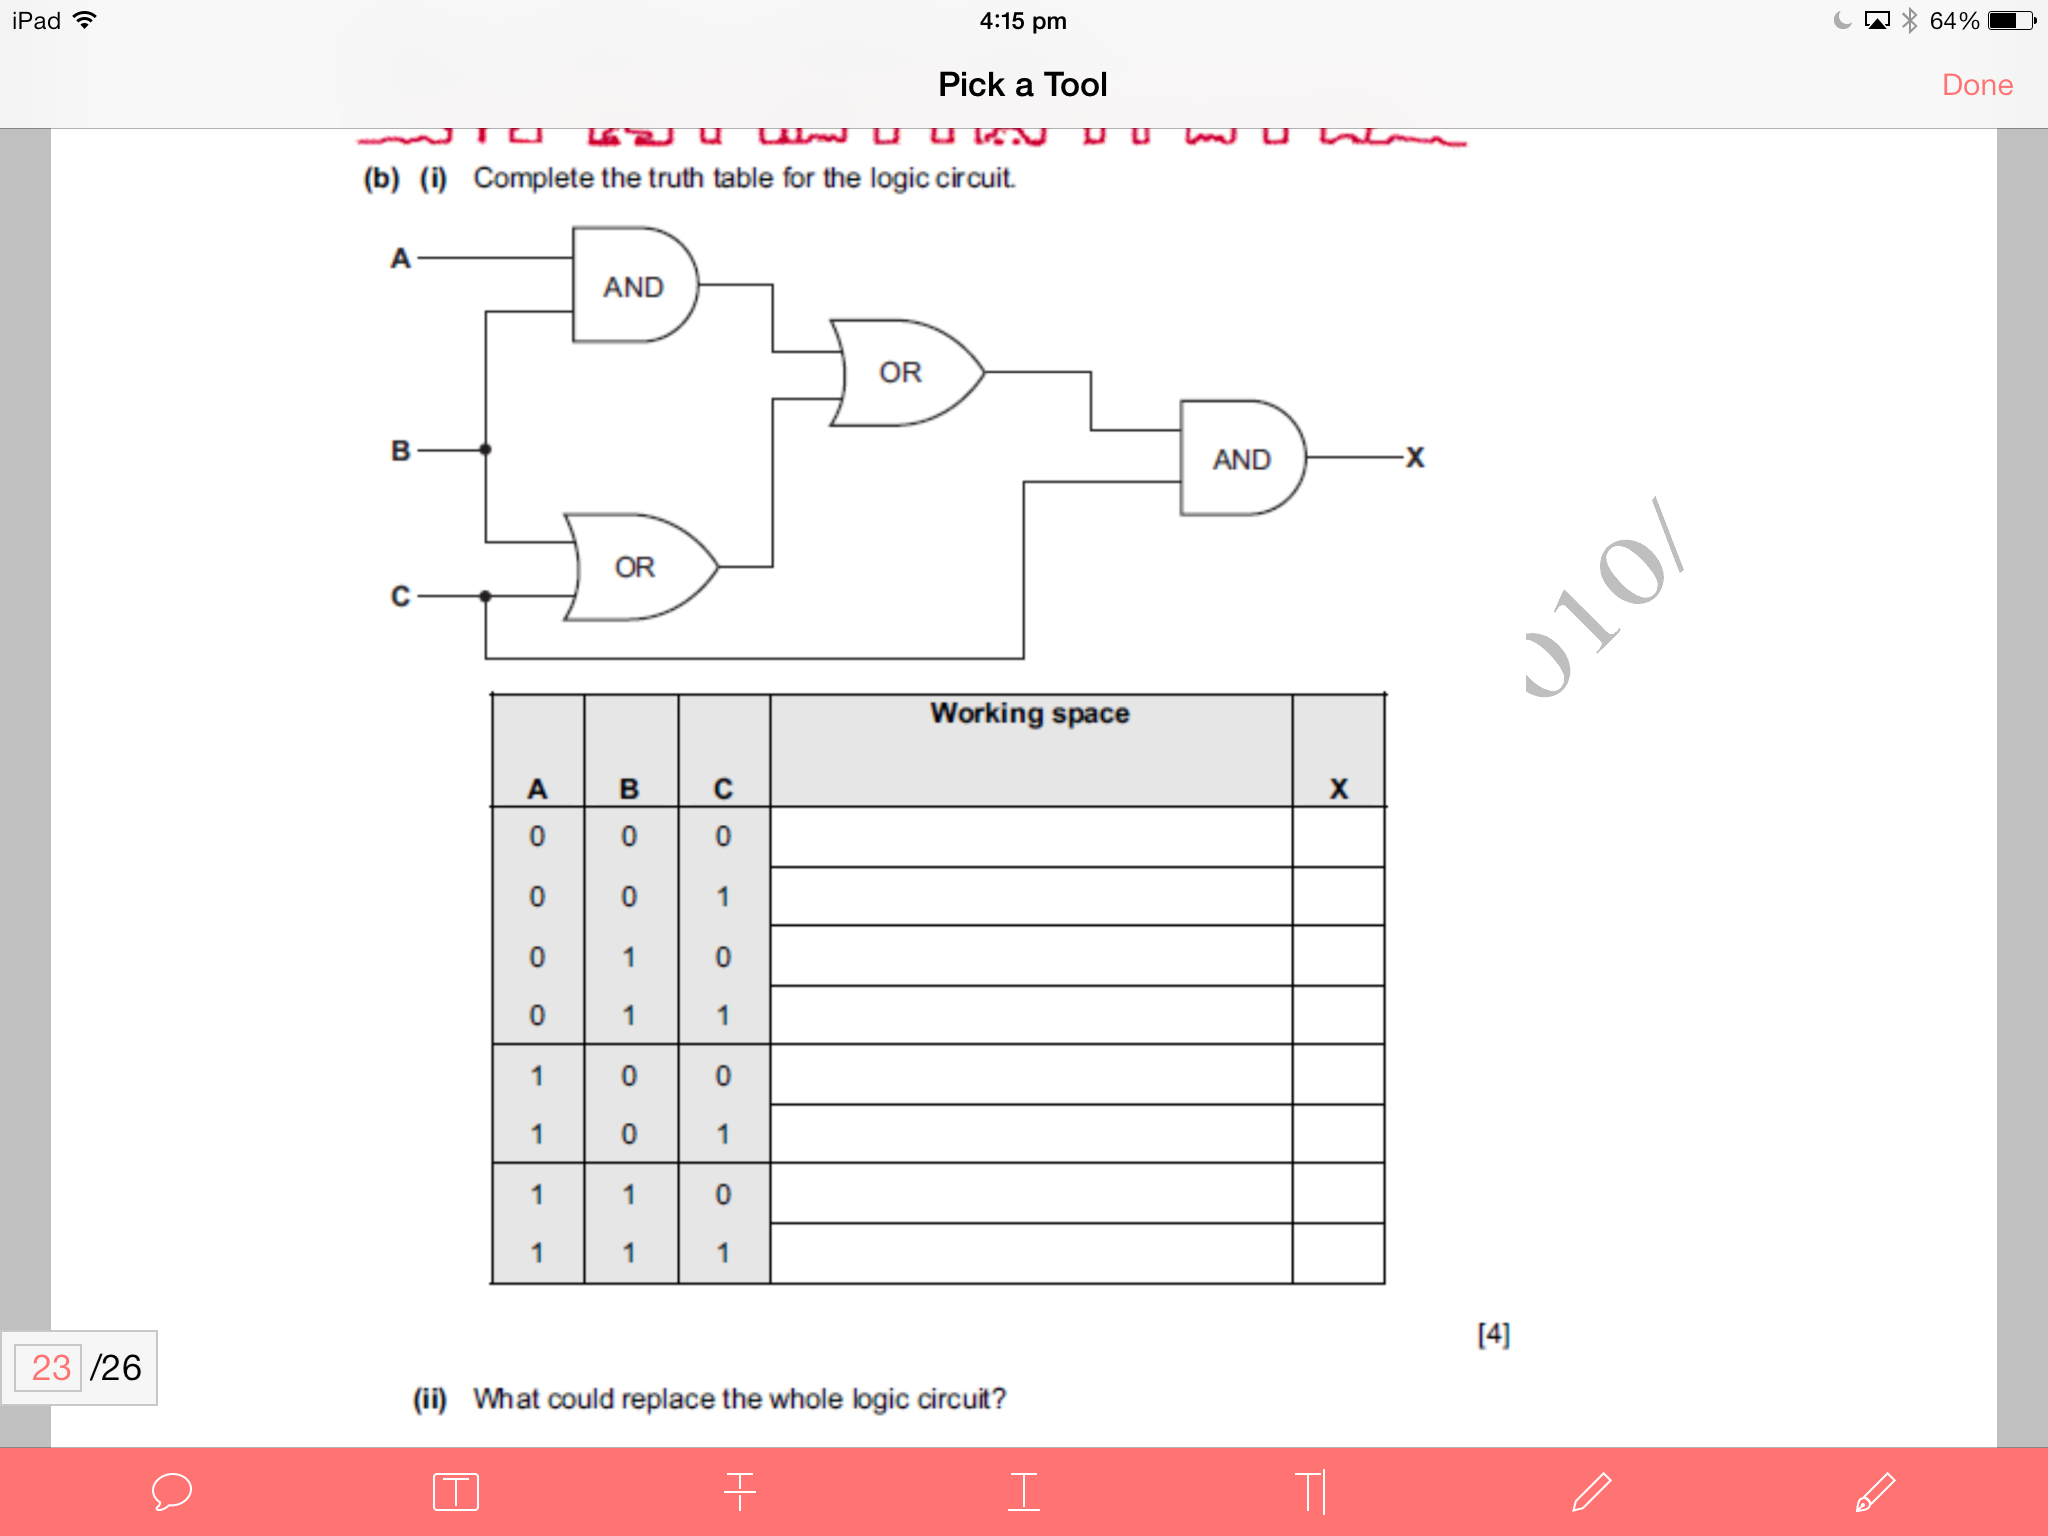 iPad 4:15 pm 64%
Pick a Tool Done
(b) (i) Complete the truth table for the logic circuit.
A AND
OR
B AND X
OR
C
010/
Working space
A B C X
0 0 0
0 0 1
0 1 0
0 1 1
1 0 0
1 0 1
1 1 0
1 1 1
[4]
23 /26
(ii) What could replace the whole logic circuit?